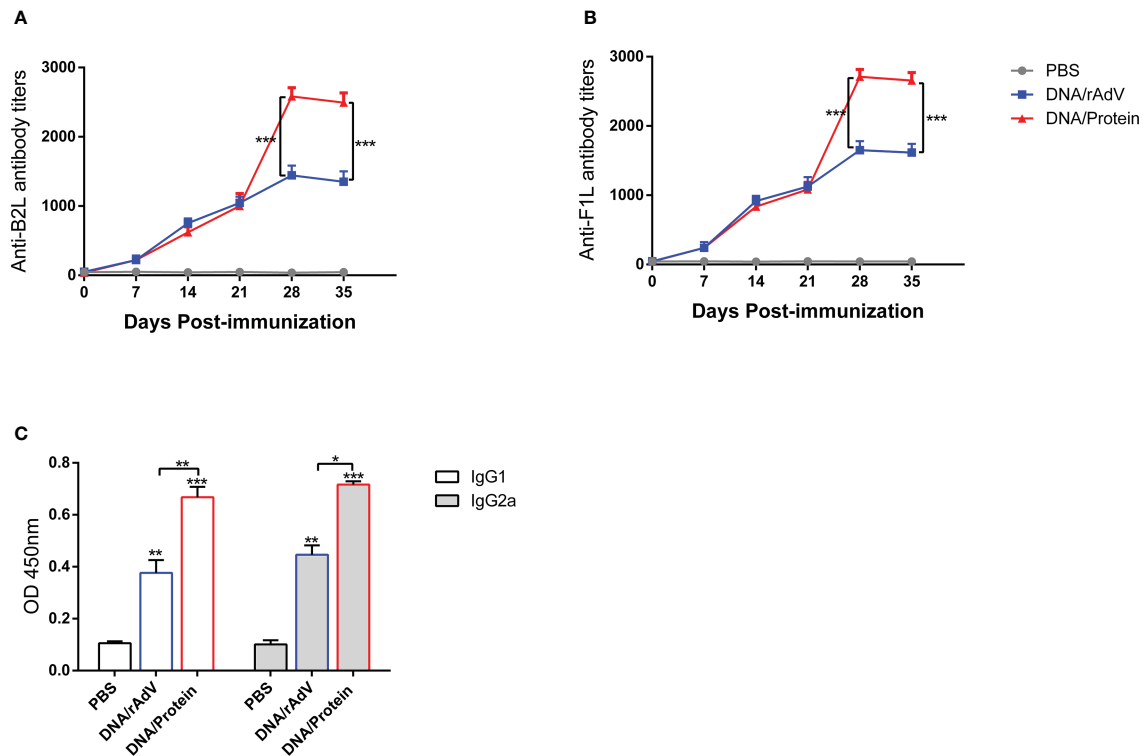 A
Anti-B2L antibody titers
3000
2000
1000
0
***
***
0 7 14 21 28 35
Days Post-immunization
B
Anti-F1L antibody titers
3000
2000
1000
0
***
***
0 7 14 21 28 35
Days Post-immunization
PBS
DNA/rAdV
DNA/Protein
C
OD 450nm
0.8
0.6
0.4
0.2
0.0
**
***
**
*
***
**
PBS
DNA/rAdV
DNA/Protein
PBS
DNA/rAdV
DNA/Protein
IgG1
IgG2a